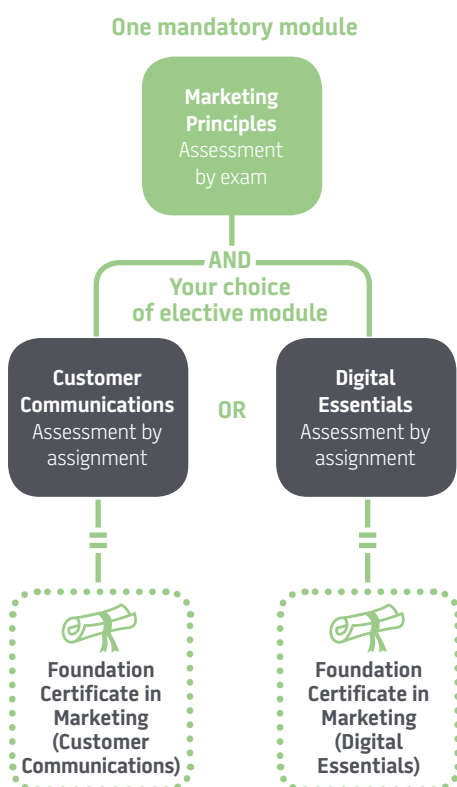 One mandatory module
Marketing
Principles
Assessment
by exam
AND
Your choice
of elective module
Customer
Communications
Assessment by
assignment
OR
Digital
Essentials
Assessment by
assignment
Foundation
Certificate in
Marketing
(Customer
Communications)
Foundation
Certificate in
Marketing
(Digital
Essentials)